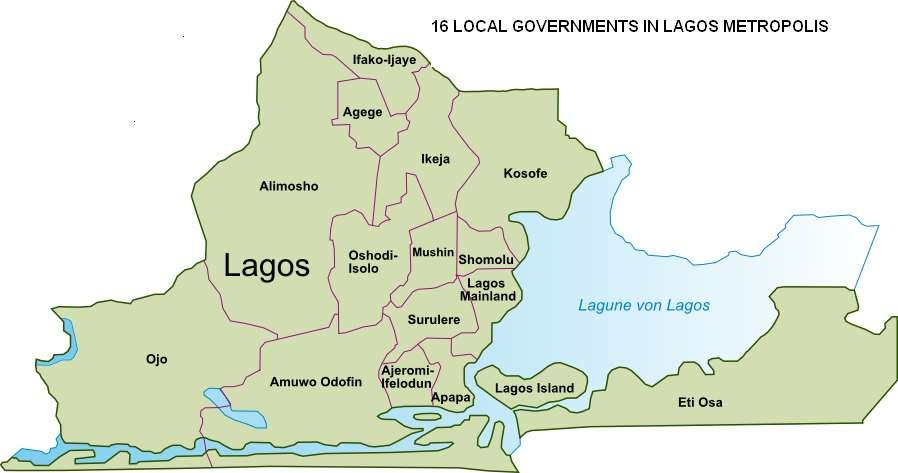 16 LOCAL GOVERNMENTS IN LAGOS METROPOLIS
Ifako-Ijaye
Agege
Ikeja
Kosofe
Alimosho
Oshodi-
Isolo
Mushin
Shomolu
Lagos
Lagos
Mainland
Surulere
Lagune von Lagos
Ojo
Amuwo Odofin
Ajeromi-
Ifelodun
Apapa
Lagos Island
Eti Osa